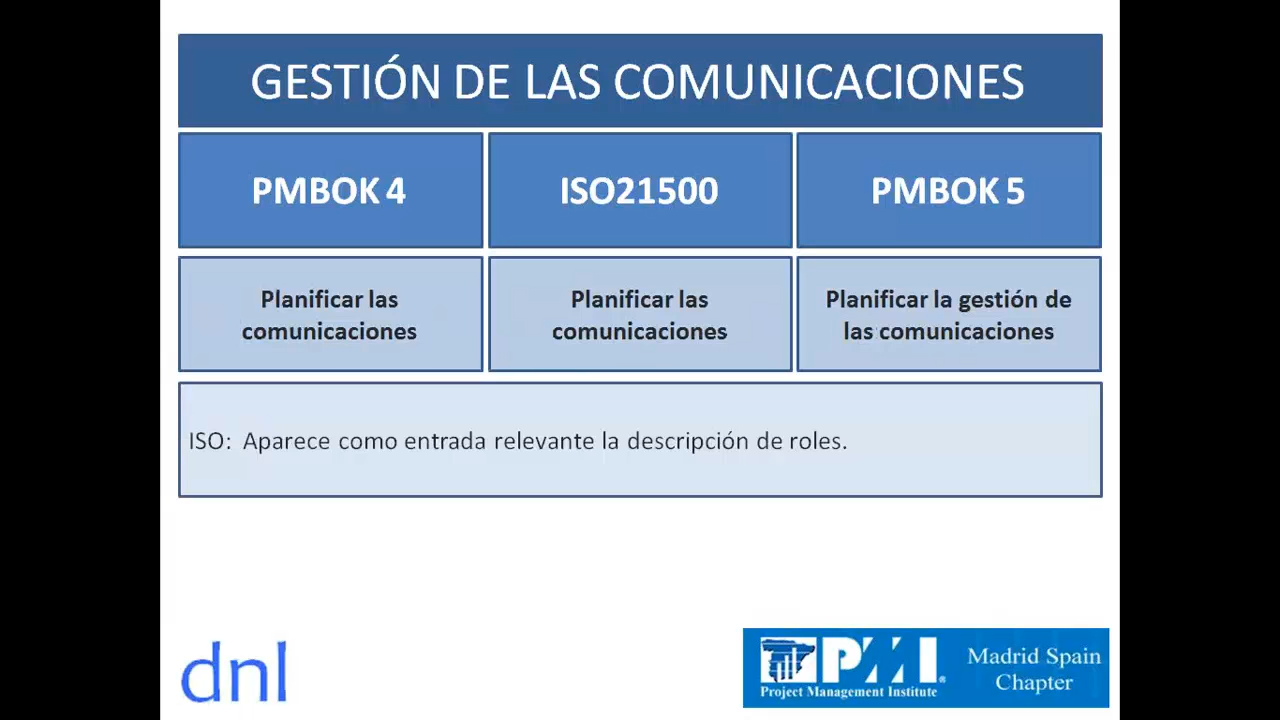 GESTIÓN DE LAS COMUNICACIONES
PMBOK 4
ISO21500
PMBOK 5
Planificar las
comunicaciones
Planificar las
comunicaciones
Planificar la gestión de
las comunicaciones
ISO: Aparece como entrada relevante la descripción de roles.
dnl
PMI®
Project Management Institute
Madrid Spain
Chapter